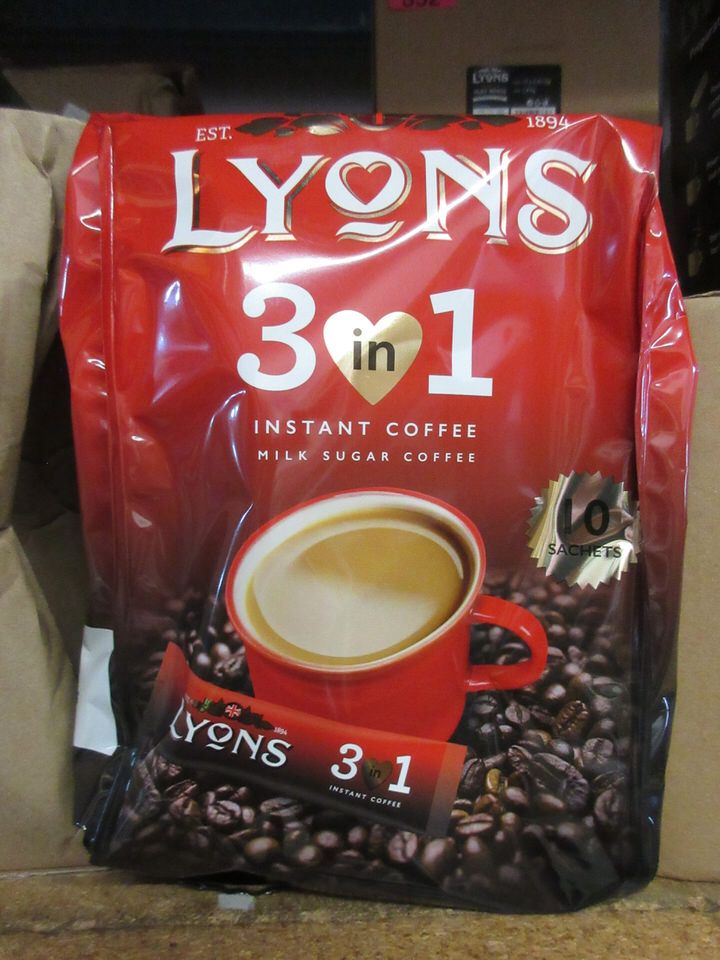 EST. 1894
LYONS
3 in 1
INSTANT COFFEE
MILK SUGAR COFFEE
10
SACHETS
LYONS
1894
3 in 1
INSTANT COFFEE
LYONS